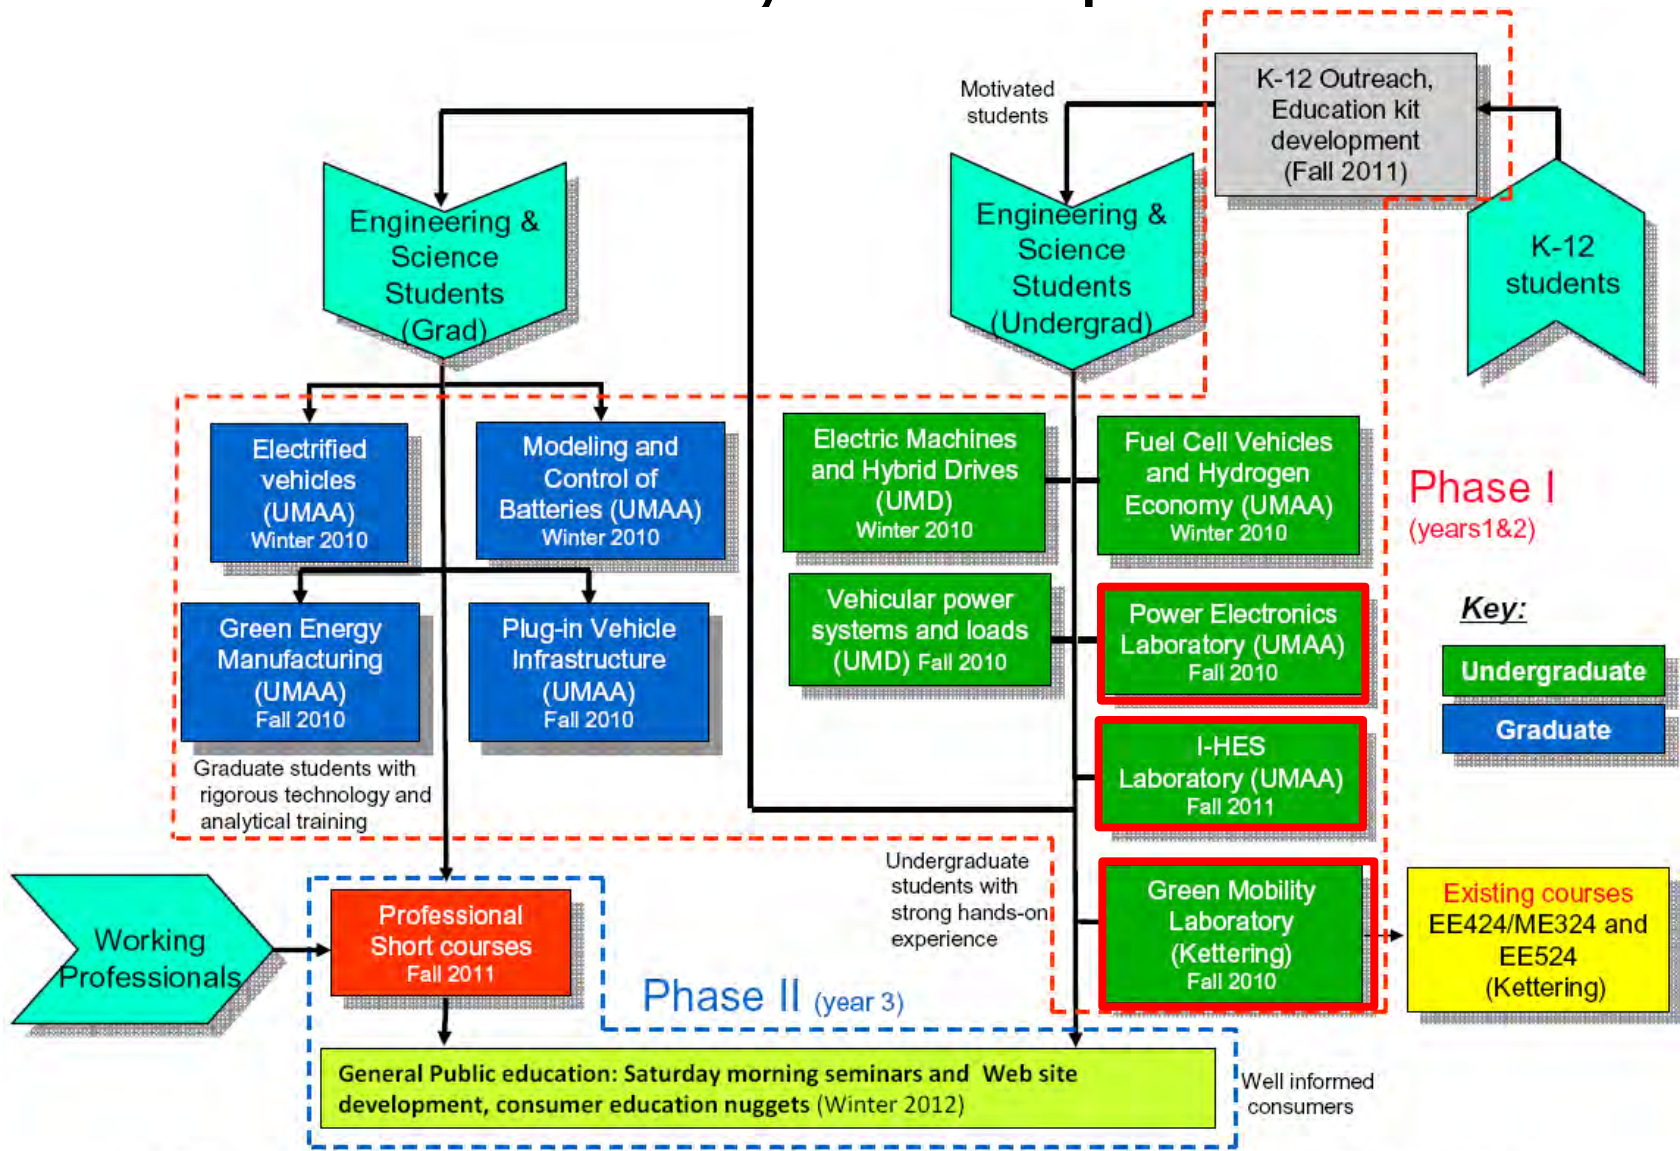 Motivated
students
K-12 Outreach,
Education kit
development
(Fall 2011)
Engineering &
Science
Students
(Grad)
Engineering &
Science
Students
(Undergrad)
K-12
students
Electrified
vehicles
(UMAA)
Winter 2010
Modeling and
Control of
Batteries (UMAA)
Winter 2010
Electric Machines
and Hybrid Drives
(UMD)
Winter 2010
Fuel Cell Vehicles
and Hydrogen
Economy (UMAA)
Winter 2010
Phase I
(years1&2)
Green Energy
Manufacturing
(UMAA)
Fall 2010
Plug-in Vehicle
Infrastructure
(UMAA)
Fall 2010
Vehicular power
systems and loads
(UMD) Fall 2010
Power Electronics
Laboratory (UMAA)
Fall 2010
Key:
Undergraduate
Graduate
I-HES
Laboratory (UMAA)
Fall 2011
Graduate students with
rigorous technology and
analytical training
Undergraduate
students with
strong hands-on
experience
Green Mobility
Laboratory
(Kettering)
Fall 2010
Existing courses
EE424/ME324 and
EE524
(Kettering)
Working
Professionals
Professional
Short courses
Fall 2011
Phase II (year 3)
General Public education: Saturday morning seminars and Web site
development, consumer education nuggets (Winter 2012)
Well informed
consumers